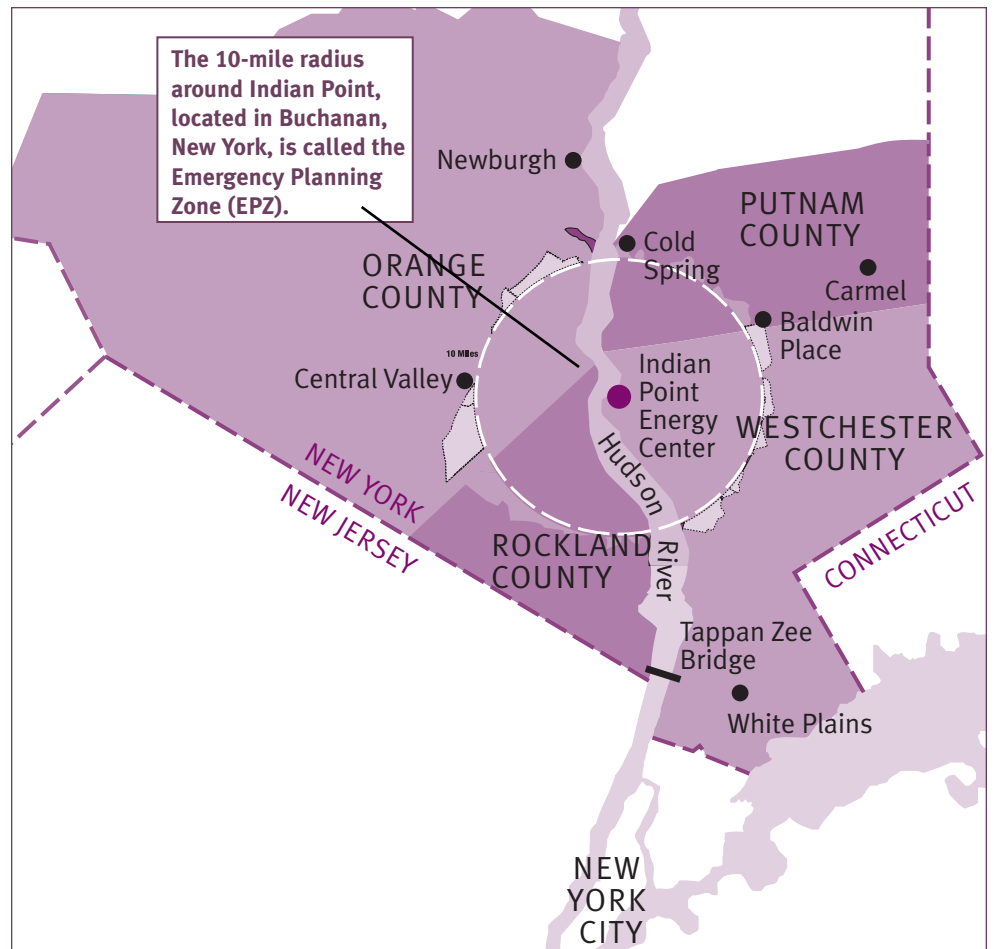 The 10-mile radius
around Indian Point,
located in Buchanan,
New York, is called the
Emergency Planning
Zone (EPZ).
Newburgh
PUTNAM
COUNTY
Cold
Spring
ORANGE
COUNTY
Carmel
Baldwin
Place
10 Miles
Central Valley
Indian
Point
Energy
Center
WESTCHESTER
COUNTY
Hudson
River
NEW YORK
NEW JERSEY
CONNECTICUT
ROCKLAND
COUNTY
Tappan Zee
Bridge
White Plains
NEW
YORK
CITY